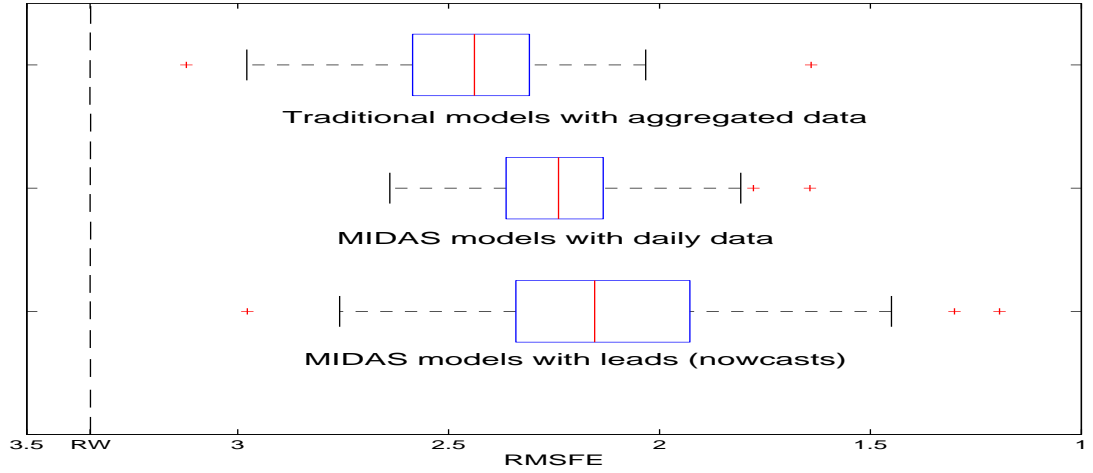 Traditional models with aggregated data
MIDAS models with daily data
MIDAS models with leads (nowcasts)
3.5 RW 3 2.5 2 1.5 1
RMSFE